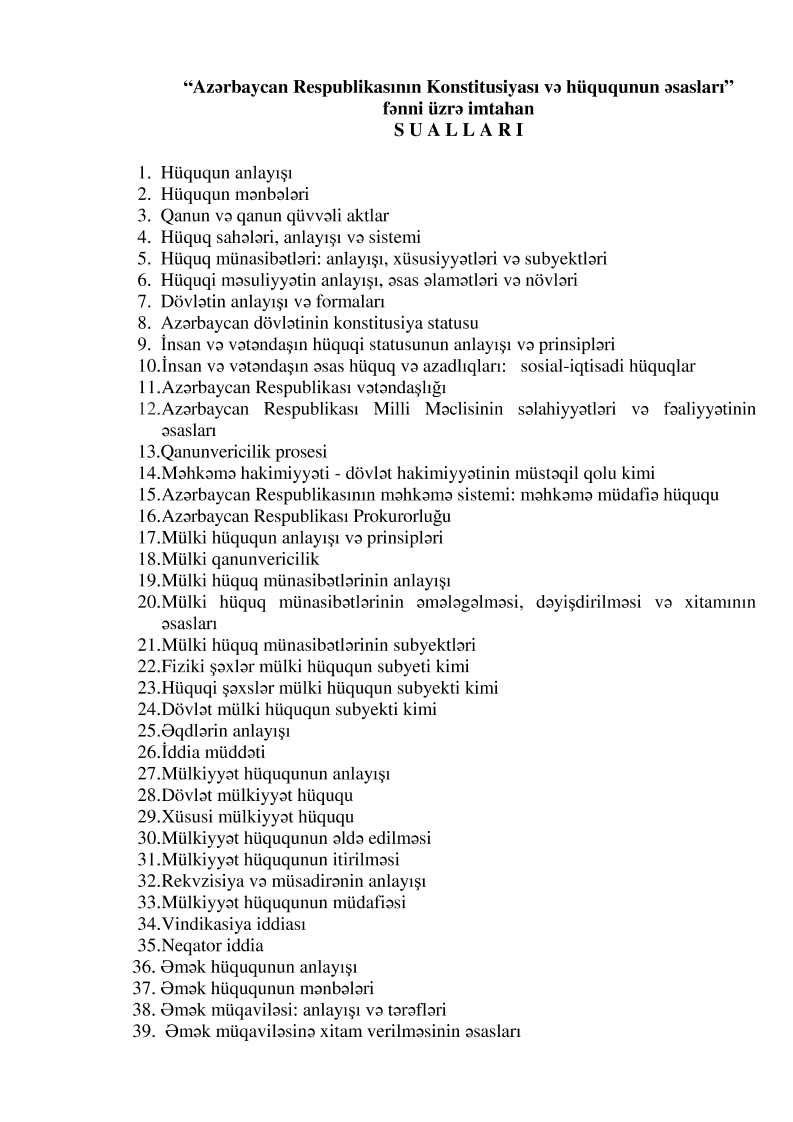 “Azərbaycan Respublikasının Konstitusiyası və hüququnun əsasları”
fənni üzrə imtahan
S U A L L A R I
1. Hüququn anlayışı
2. Hüququn mənbələri
3. Qanun və qanun qüvvəli aktlar
4. Hüquq sahələri, anlayışı və sistemi
5. Hüquq münasibətləri: anlayışı, xüsusiyyətləri və subyektləri
6. Hüquqi məsuliyyətin anlayışı, əsas əlamətləri və növləri
7. Dövlətin anlayışı və formaları
8. Azərbaycan dövlətinin konstitusiya statusu
9. İnsan və vətəndaşın hüquqi statusunun anlayışı və prinsipləri
10.İnsan və vətəndaşın əsas hüquq və azadlıqları: sosial-iqtisadi hüquqlar
11.Azərbaycan Respublikası vətəndaşlığı
12.Azərbaycan Respublikası Milli Məclisinin səlahiyyətləri və fəaliyyətinin
əsasları
13.Qanunvericilik prosesi
14.Məhkəmə hakimiyyəti - dövlət hakimiyyətinin müstəqil qolu kimi
15.Azərbaycan Respublikasının məhkəmə sistemi: məhkəmə müdafiə hüququ
16.Azərbaycan Respublikası Prokurorluğu
17.Mülki hüququn anlayışı və prinsipləri
18.Mülki qanunvericilik
19.Mülki hüquq münasibətlərinin anlayışı
20.Mülki hüquq münasibətlərinin əmələgəlməsi, dəyişdirilməsi və xitamının
əsasları
21.Mülki hüquq münasibətlərinin subyektləri
22.Fiziki şəxlər mülki hüququn subyeti kimi
23.Hüquqi şəxslər mülki hüququn subyekti kimi
24.Dövlət mülki hüququn subyekti kimi
25.Əqdlərin anlayışı
26.İddia müddəti
27.Mülkiyyət hüququnun anlayışı
28.Dövlət mülkiyyət hüququ
29.Xüsusi mülkiyyət hüququ
30.Mülkiyyət hüququnun əldə edilməsi
31.Mülkiyyət hüququnun itirilməsi
32.Rekvzisiya və müsadirənin anlayışı
33.Mülkiyyət hüququnun müdafiəsi
34.Vindikasiya iddiası
35.Neqator iddia
36. Əmək hüququnun anlayışı
37. Əmək hüququnun mənbələri
38. Əmək müqaviləsi: anlayışı və tərəfləri
39. Əmək müqaviləsinə xitam verilməsinin əsasları